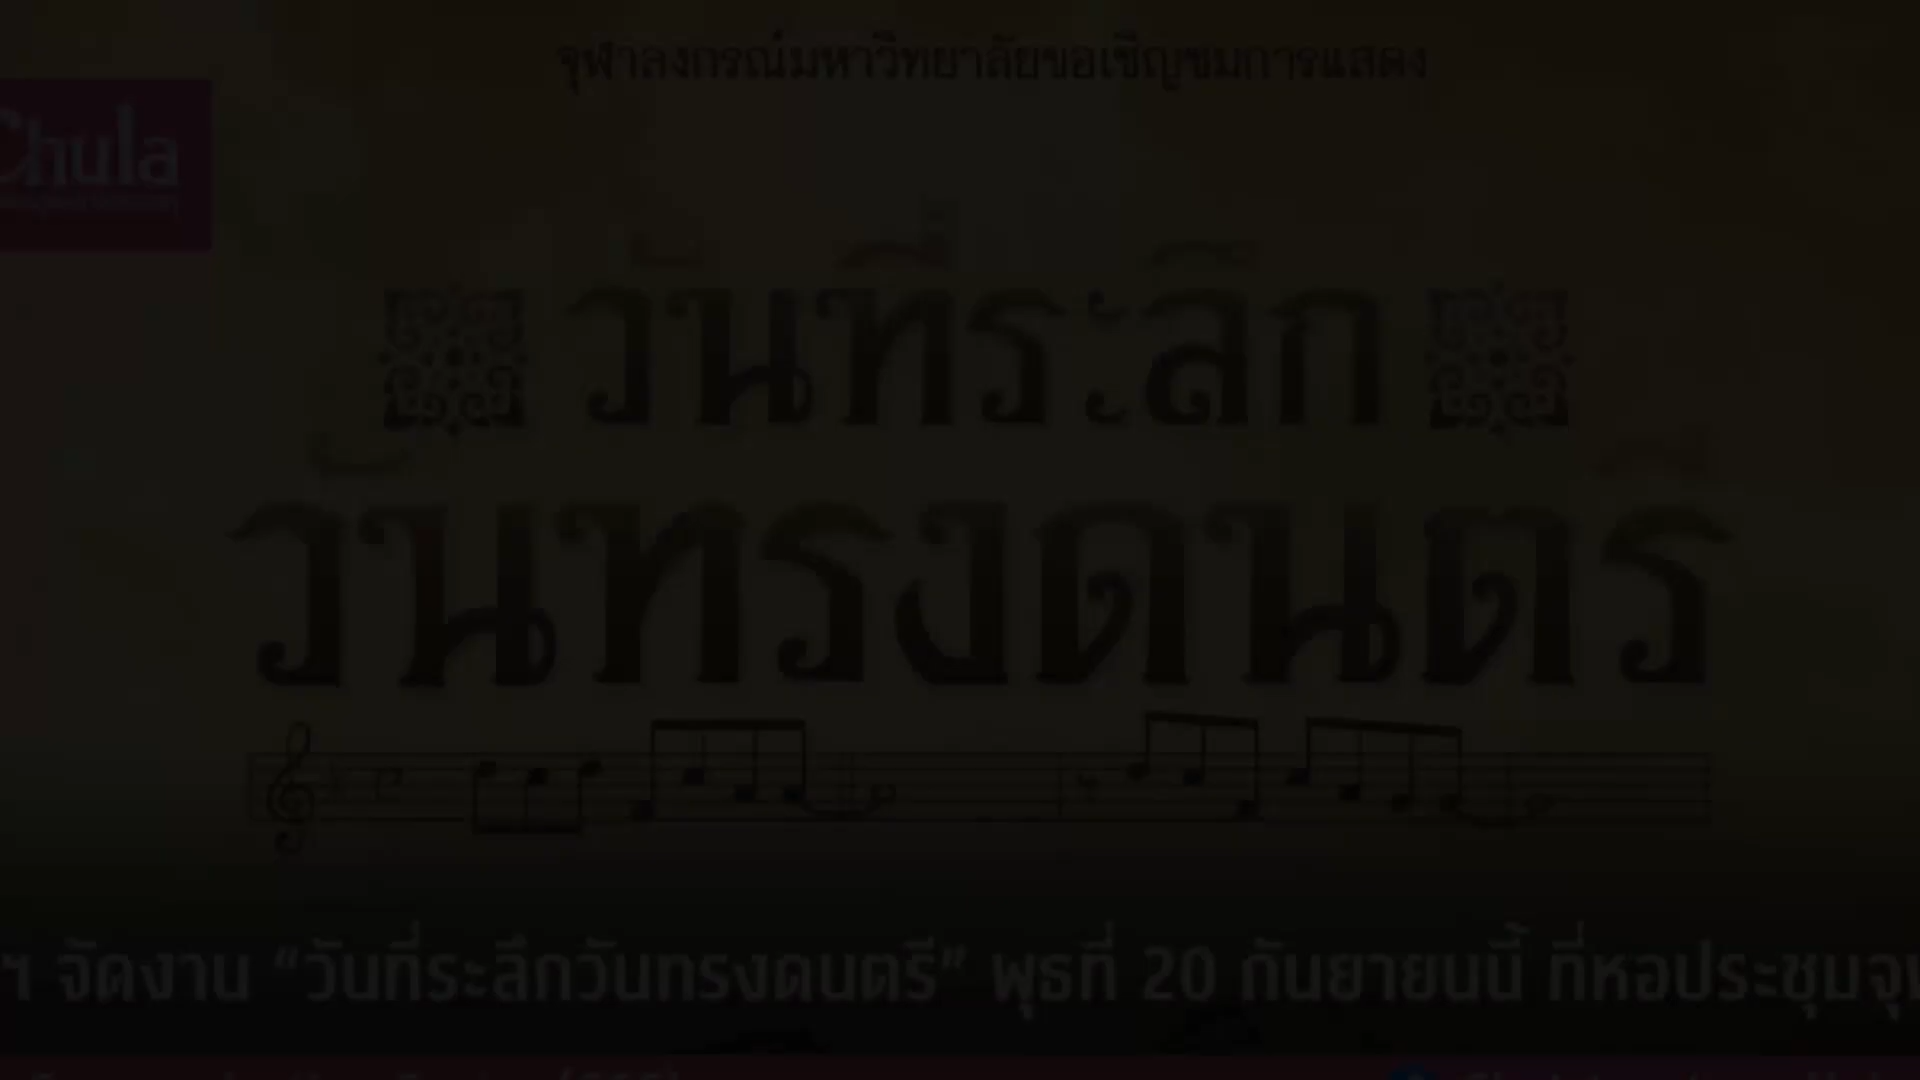 จุฬาลงกรณ์มหาวิทยาลัยขอเชิญชมการแสดง
Chula
วันที่ระลึก
วันทรงดนตรี
ฯ จัดงาน “วันที่ระลึกวันทรงดนตรี” พุธที่ 20 กันยายนนี้ ที่หอประชุมจุฬ